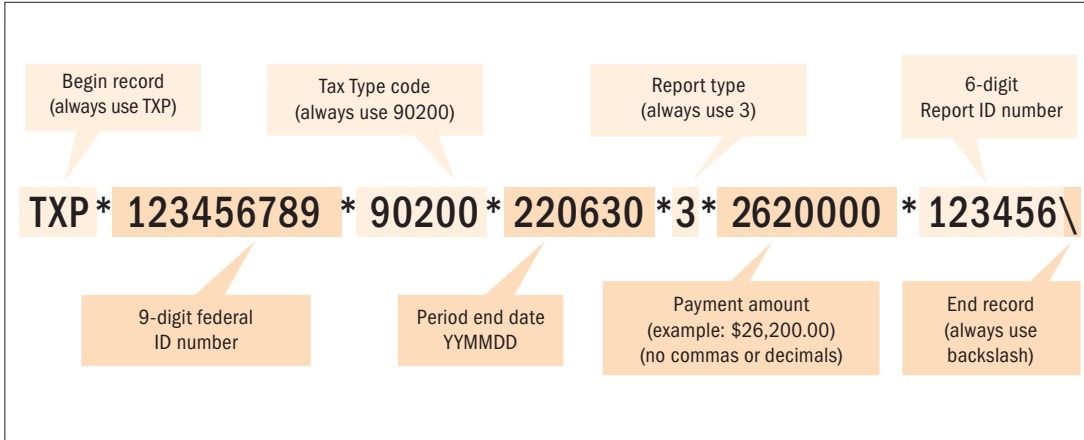 Begin record
(always use TXP)
Tax Type code
(always use 90200)
Report type
(always use 3)
6-digit
Report ID number
TXP* 123456789 *90200*220630*3*2620000 *123456\
9-digit federal
ID number
Period end date
YYMMDD
Payment amount
(example: $26,200.00)
(no commas or decimals)
End record
(always use
backslash)